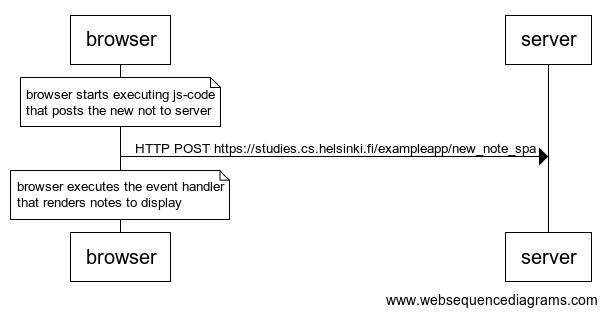 browser
server
browser starts executing js-code
that posts the new not to server
HTTP POST https://studies.cs.helsinki.fi/exampleapp/new_note_spa
browser executes the event handler
that renders notes to display
browser
server
www.websequencediagrams.com